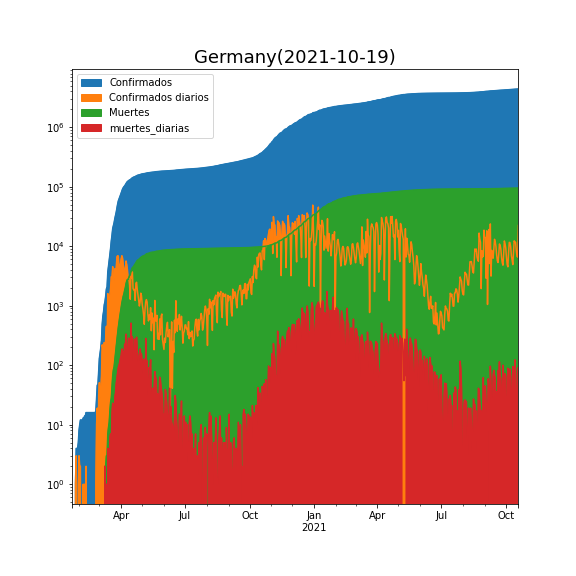 Germany(2021-10-19)
Confirmados
Confirmados diarios
Muertes
muertes_diarias
10⁶
10⁵
10⁴
10³
10²
10¹
10⁰
Apr Jul Oct Jan Apr Jul Oct
2021